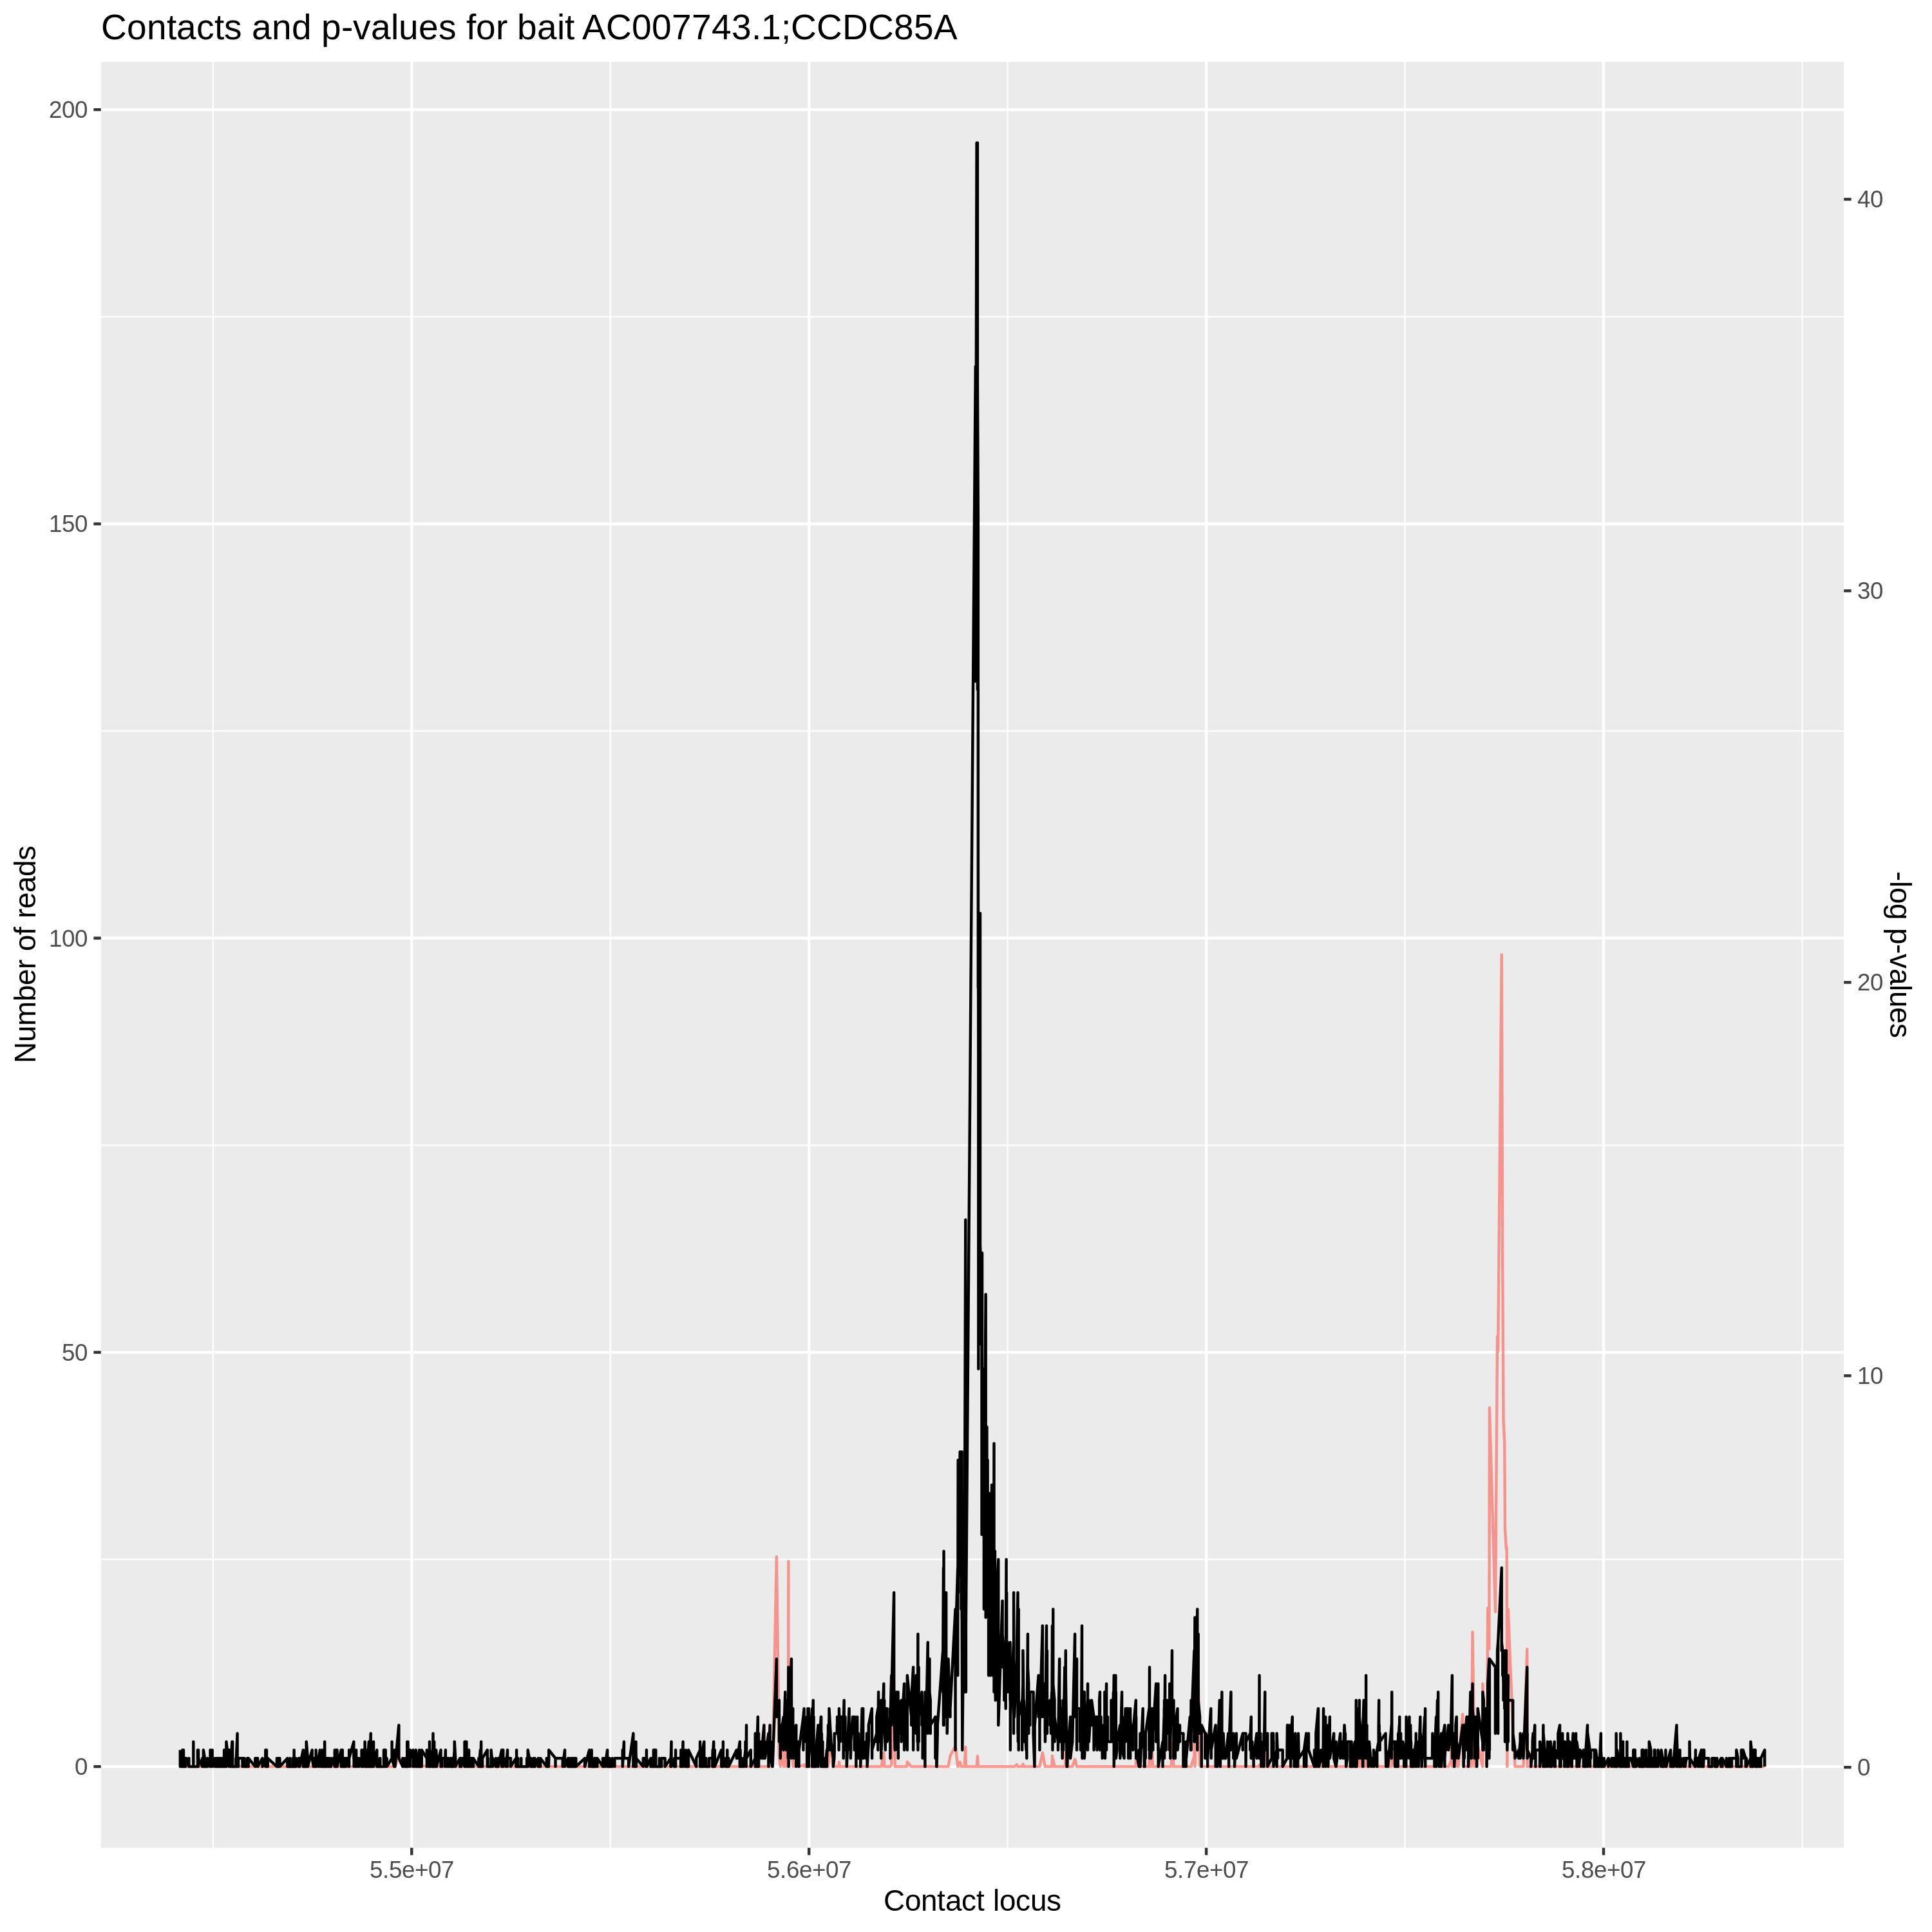 Contacts and p-values for bait AC007743.1;CCDC85A
200
150
100
50
0
Number of reads
40
30
20
10
0
-log p-values
5.5e+07
5.6e+07
5.7e+07
5.8e+07
Contact locus